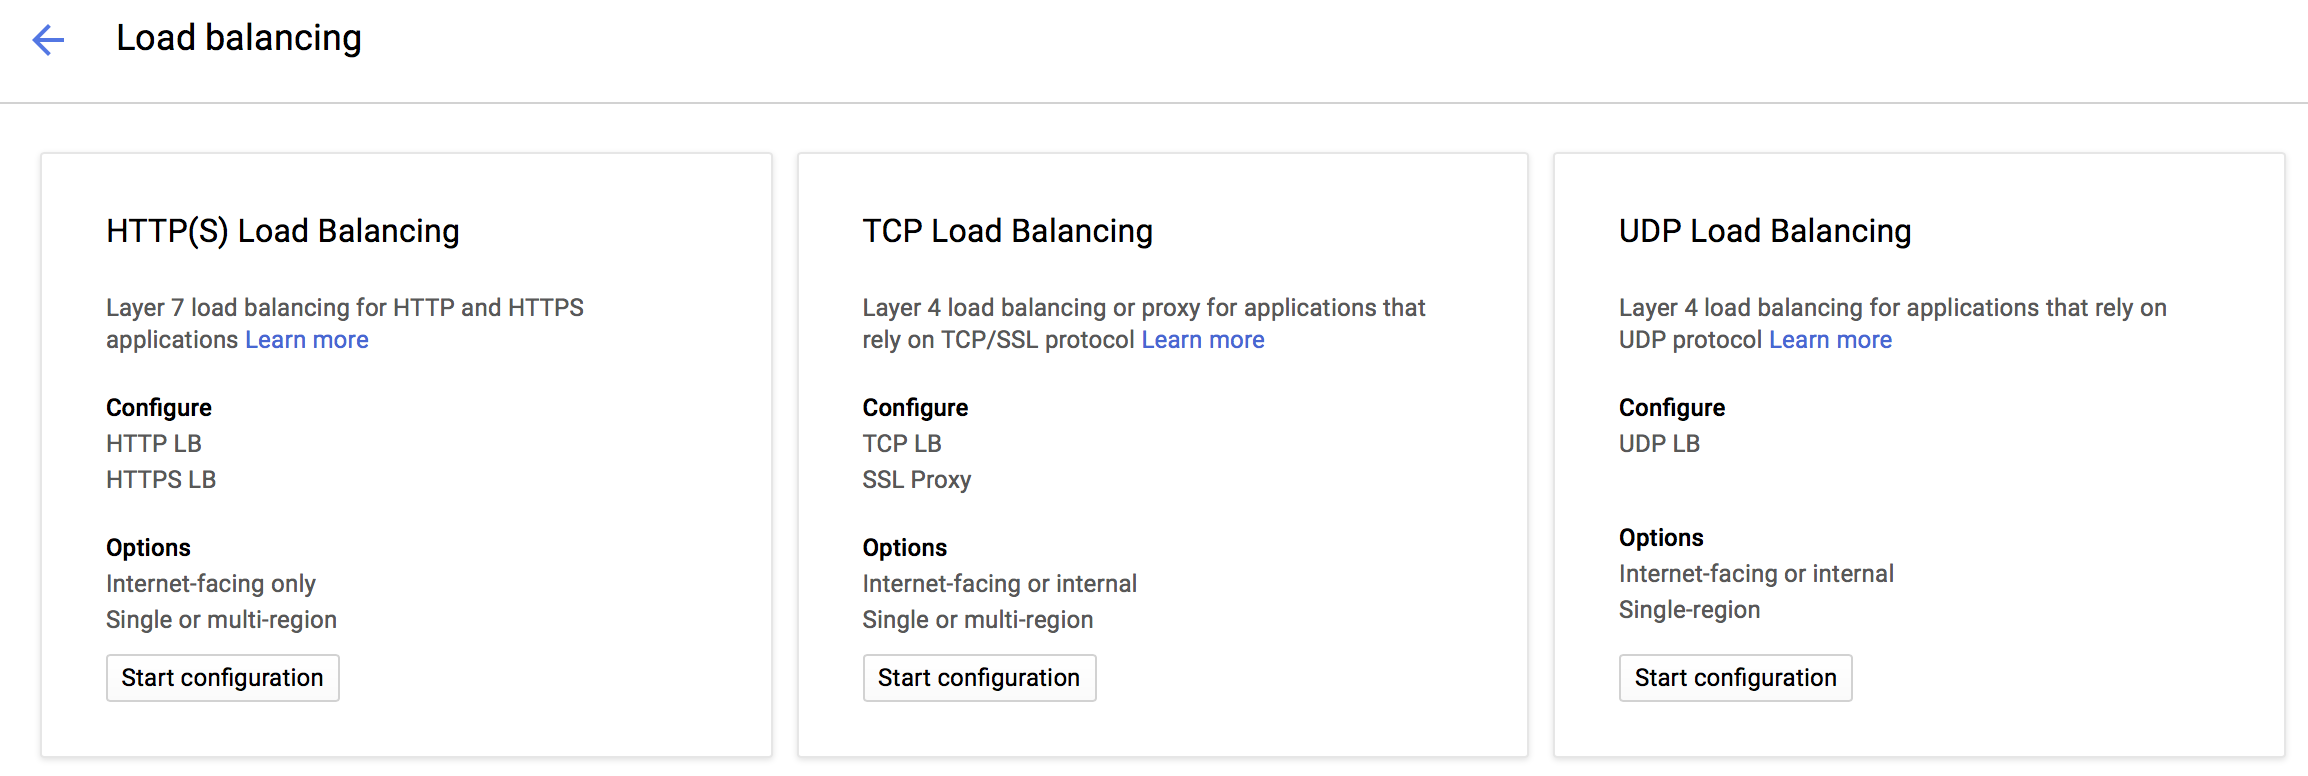 Load balancing
HTTP(S) Load Balancing
Layer 7 load balancing for HTTP and HTTPS
applications Learn more
Configure
HTTP LB
HTTPS LB
Options
Internet-facing only
Single or multi-region
Start configuration
TCP Load Balancing
Layer 4 load balancing or proxy for applications that
rely on TCP/SSL protocol Learn more
Configure
TCP LB
SSL Proxy
Options
Internet-facing or internal
Single or multi-region
Start configuration
UDP Load Balancing
Layer 4 load balancing for applications that rely on
UDP protocol Learn more
Configure
UDP LB
Options
Internet-facing or internal
Single-region
Start configuration